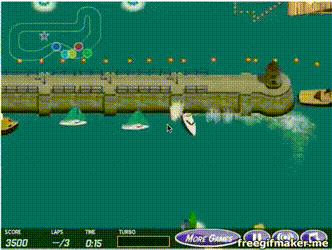 SCORE LAPS TIME TURBO
3500 --/3 0:15
MORE GAMES
freegifmaker.me